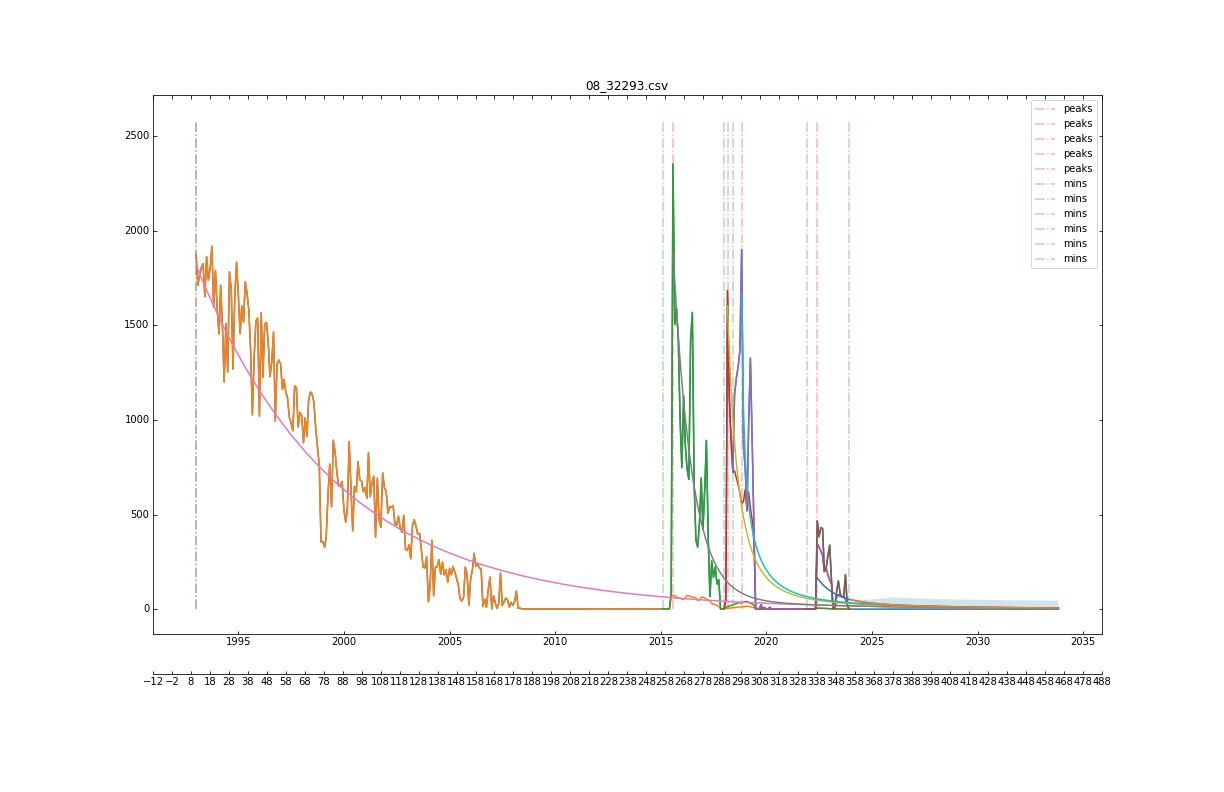 08_32293.csv
peaks
peaks
peaks
peaks
peaks
mins
mins
mins
mins
mins
mins
2500
2000
1500
1000
500
0
1995 2000 2005 2010 2015 2020 2025 2030 2035
−12 −2 8 18 28 38 48 58 68 78 88 98 108 118 128 138 148 158 168 178 188 198 208 218 228 238 248 258 268 278 288 298 308 318 328 338 348 358 368 378 388 398 408 418 428 438 448 458 468 478 488